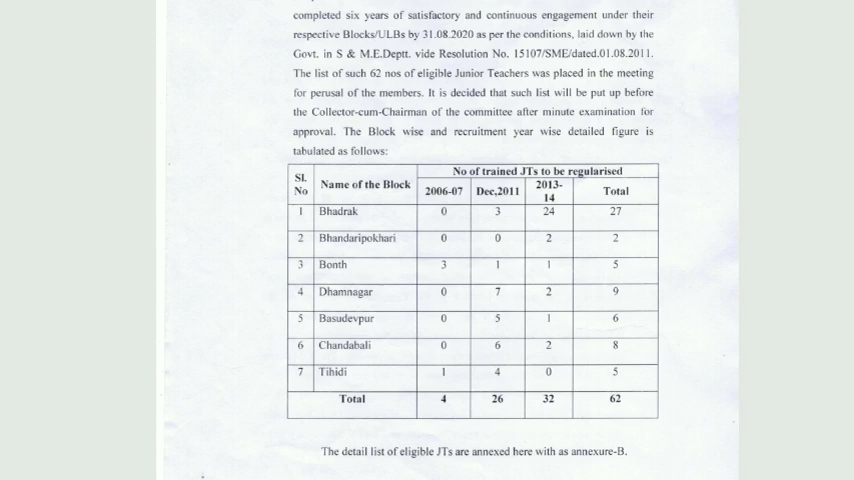 completed six years of satisfactory and continuous engagement under their
respective Blocks/ULBs by 31.08.2020 as per the conditions, laid down by the
Govt. in S & M.E.Deptt. vide Resolution No. 15107/SME/dated.01.08.2011.
The list of such 62 nos of eligible Junior Teachers was placed in the meeting
for perusal of the members. It is decided that such list will be put up before
the Collector-cum-Chairman of the committee after minute examination for
approval. The Block wise and recruitment year wise detailed figure is
tabulated as follows:
Sl. No Name of the Block No of trained JTs to be regularised
2006-07 Dec,2011 2013-14 Total
1 Bhadrak 0 3 24 27
2 Bhandaripokhari 0 0 2 2
3 Bonth 3 1 1 5
4 Dhamnagar 0 7 2 9
5 Basudevpur 0 5 1 6
6 Chandabali 0 6 2 8
7 Tihidi 1 4 0 5
Total 4 26 32 62
The detail list of eligible JTs are annexed here with as annexure-B.